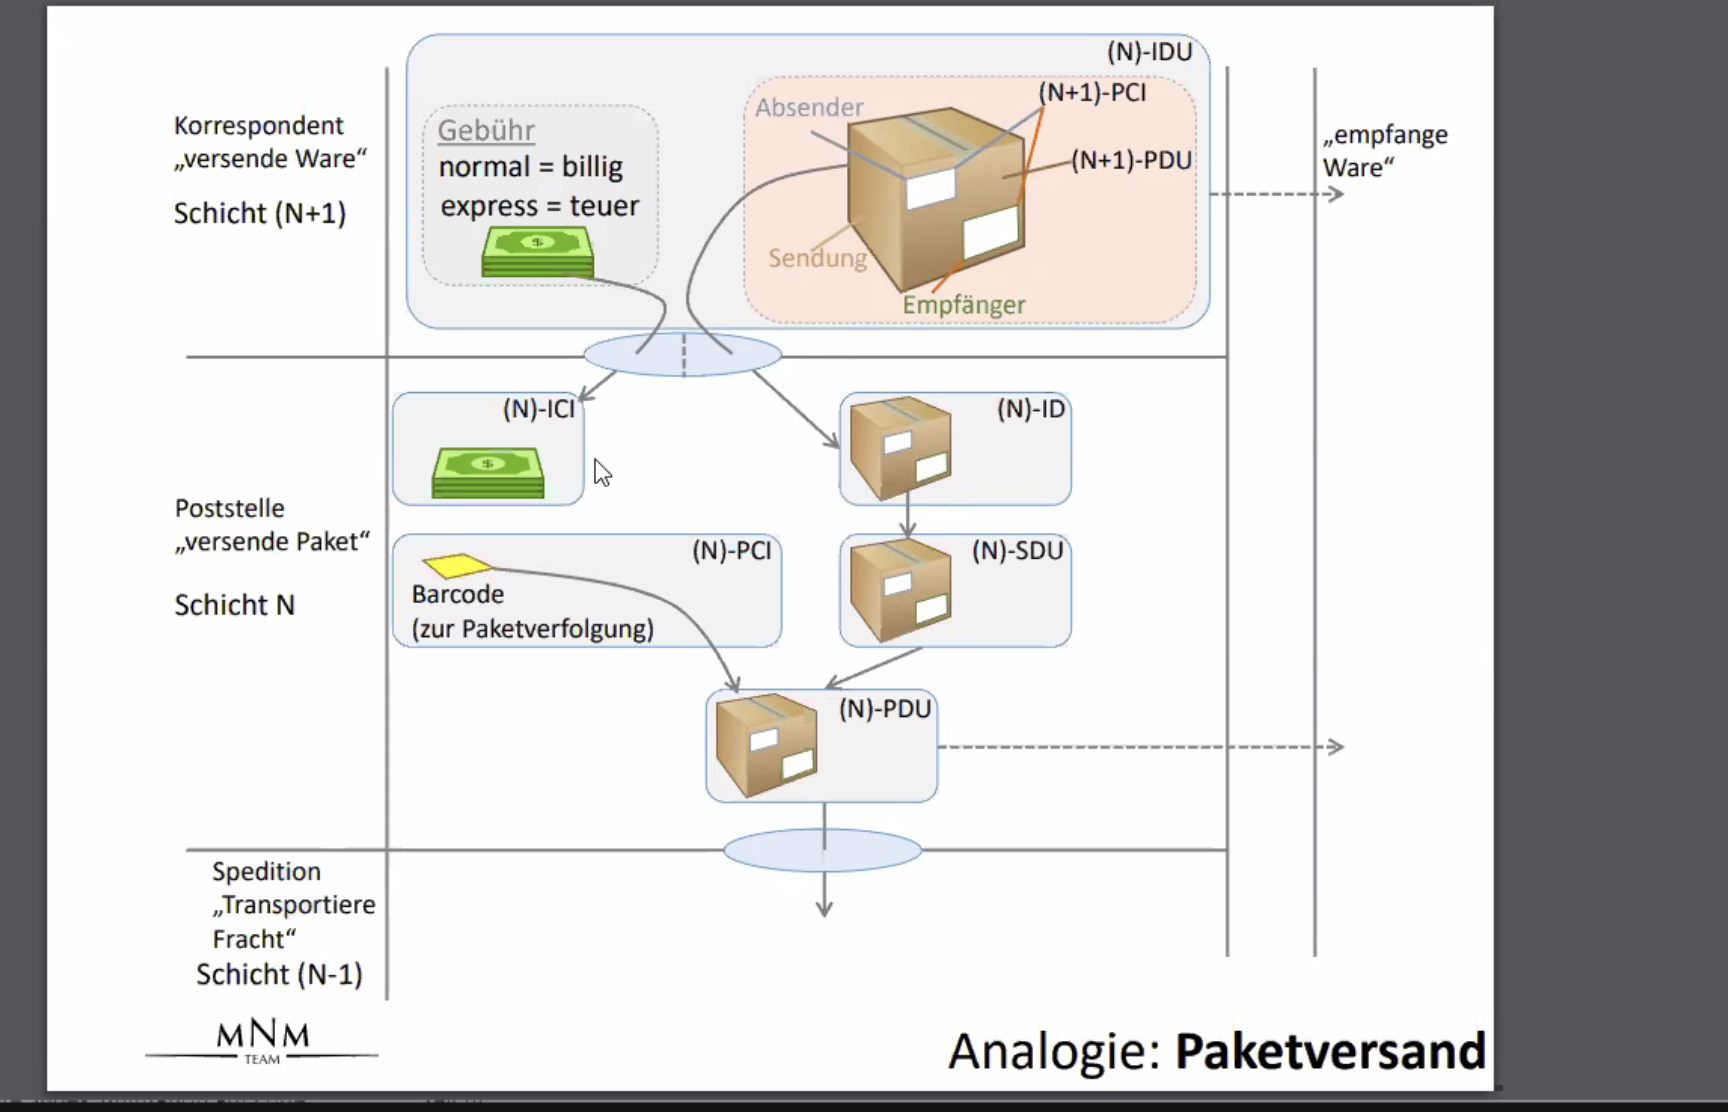 (N)-IDU
Korrespondent
„versende Ware“
Schicht (N+1)
Gebühr
normal = billig
express = teuer
$
Absender
(N+1)-PCI
(N+1)-PDU
Sendung
Empfänger
„empfange
Ware“
(N)-ICI
$
(N)-ID
Poststelle
„versende Paket“
Schicht N
(N)-PCI
Barcode
(zur Paketverfolgung)
(N)-SDU
(N)-PDU
Spedition
„Transportiere
Fracht“
Schicht (N-1)
MNM
TEAM
Analogie: Paketversand